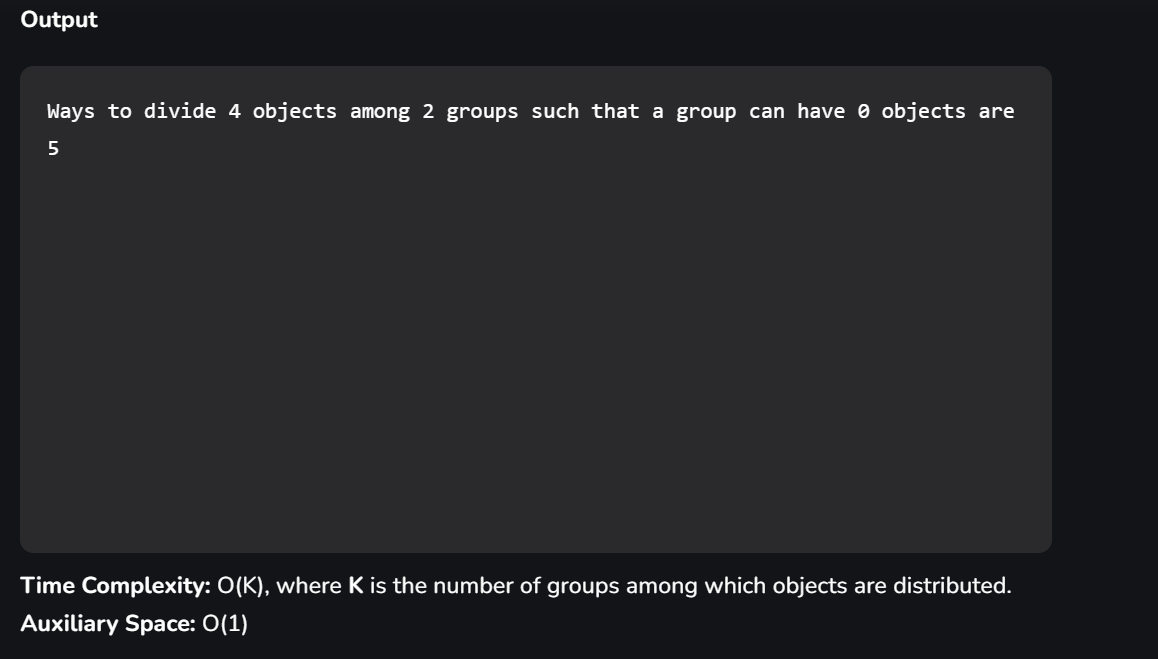 Output
Ways to divide 4 objects among 2 groups such that a group can have 0 objects are
5
Time Complexity: O(K), where K is the number of groups among which objects are distributed.
Auxiliary Space: O(1)